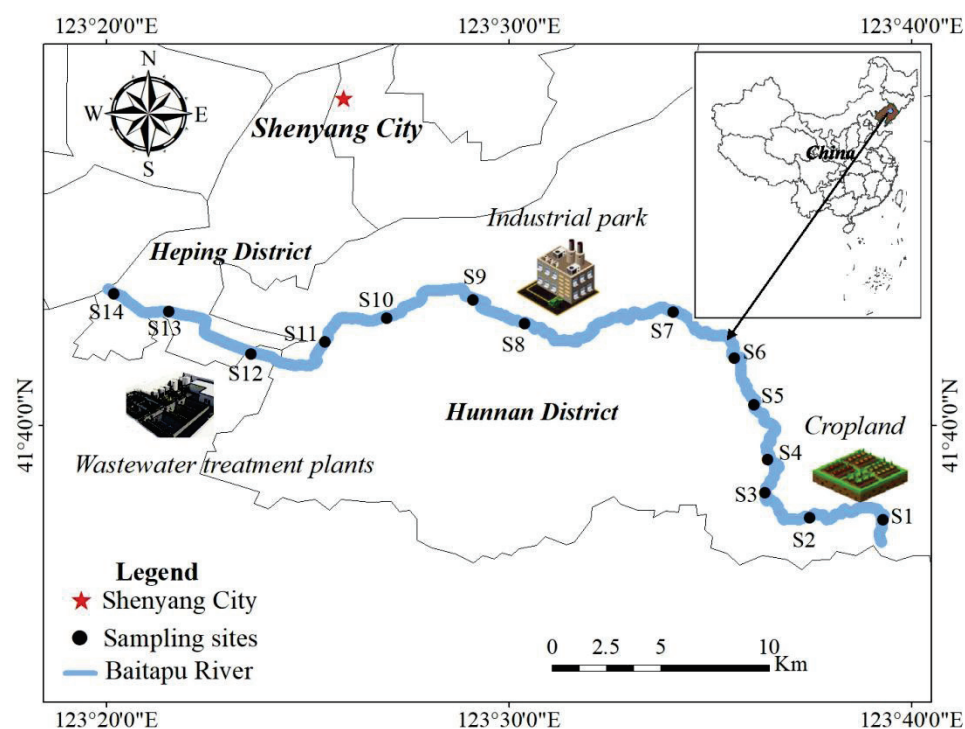 123°20'0"E
123°30'0"E
123°40'0"E
N
W
E
S
Shenyang City
China
Industrial park
Heping District
S9
S10
S14
S13
S11
S8
S7
S12
S6
S5
Hunnan District
Cropland
41°40'0"N
41°40'0"N
Wastewater treatment plants
S4
S3
S2
S1
Legend
Shenyang City
Sampling sites
Baitapu River
0 2.5 5 10
Km
123°20'0"E
123°30'0"E
123°40'0"E